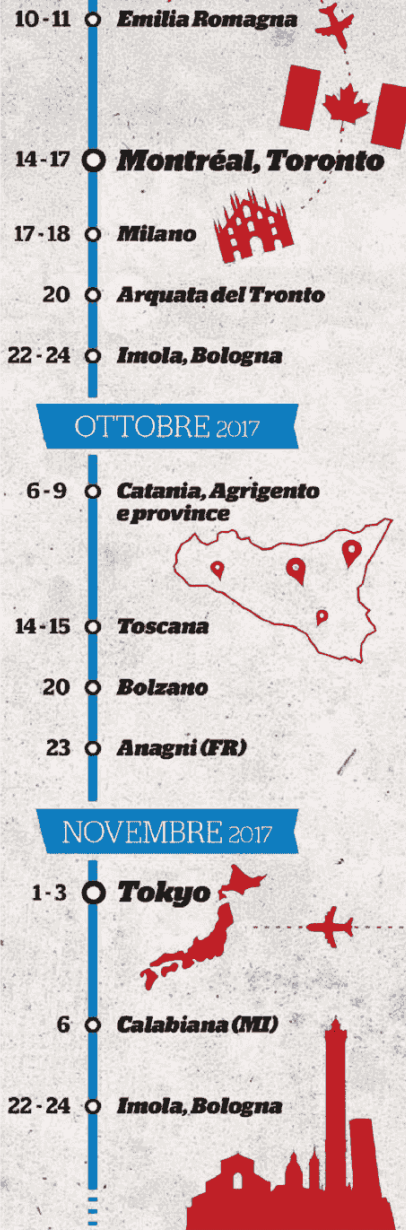 10-11 Emilia Romagna
14-17 Montréal, Toronto
17-18 Milano
20 Arquata del Tronto
22-24 Imola, Bologna
OTTOBRE 2017
6-9 Catania, Agrigento
e province
14-15 Toscana
20 Bolzano
23 Anagni (FR)
NOVEMBRE 2017
1-3 Tokyo
6 Calabiana (MI)
22-24 Imola, Bologna